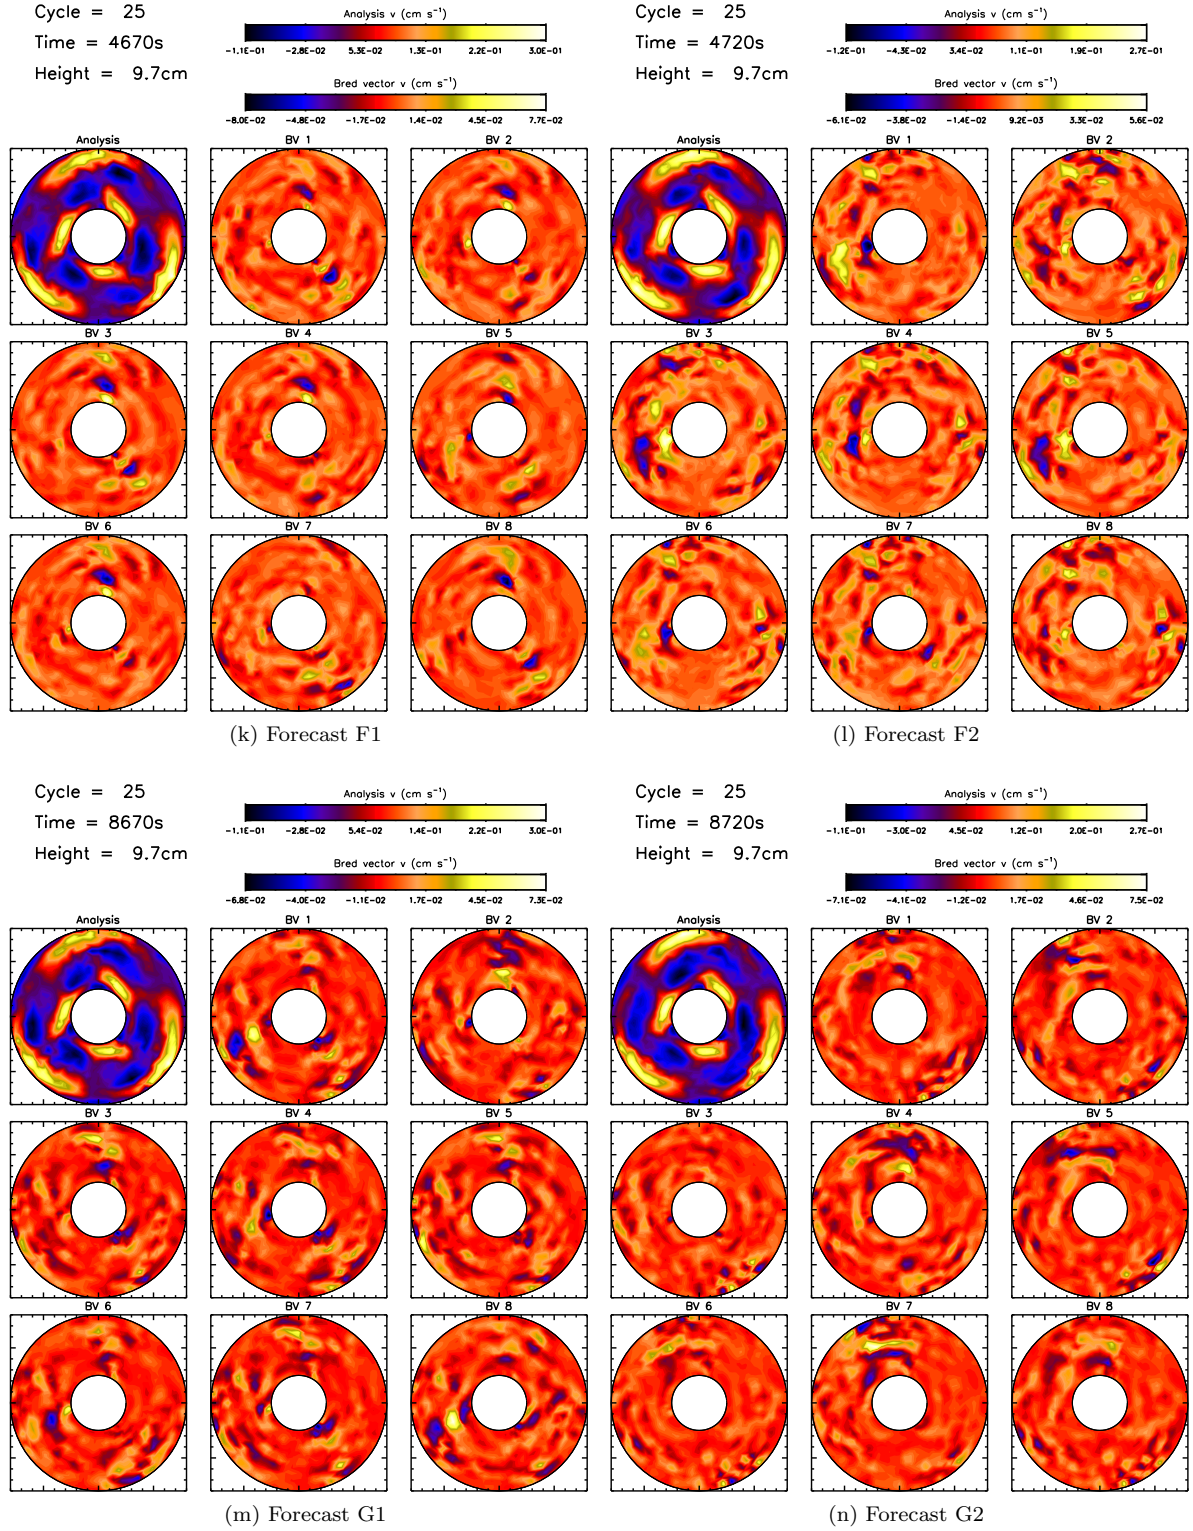 Cycle = 25
Time = 4670s
Height = 9.7cm
Analysis v (cm s⁻¹)
-1.1E-01 -2.8E-02 5.3E-02 1.3E-01 2.2E-01 3.0E-01
Bred vector v (cm s⁻¹)
-8.0E-02 -4.8E-02 -1.7E-02 1.4E-02 4.5E-02 7.7E-02
Analysis BV 1 BV 2
BV 3 BV 4 BV 5
BV 6 BV 7 BV 8
(k) Forecast F1
Cycle = 25
Time = 4720s
Height = 9.7cm
Analysis v (cm s⁻¹)
-1.2E-01 -4.3E-02 3.4E-02 1.1E-01 1.9E-01 2.7E-01
Bred vector v (cm s⁻¹)
-6.1E-02 -3.8E-02 -1.4E-02 9.2E-03 3.3E-02 5.6E-02
Analysis BV 1 BV 2
BV 3 BV 4 BV 5
BV 6 BV 7 BV 8
(l) Forecast F2
Cycle = 25
Time = 8670s
Height = 9.7cm
Analysis v (cm s⁻¹)
-1.1E-01 -2.8E-02 5.4E-02 1.4E-01 2.2E-01 3.0E-01
Bred vector v (cm s⁻¹)
-6.8E-02 -4.0E-02 -1.1E-02 1.7E-02 4.5E-02 7.3E-02
Analysis BV 1 BV 2
BV 3 BV 4 BV 5
BV 6 BV 7 BV 8
(m) Forecast G1
Cycle = 25
Time = 8720s
Height = 9.7cm
Analysis v (cm s⁻¹)
-1.1E-01 -3.0E-02 4.5E-02 1.2E-01 2.0E-01 2.7E-01
Bred vector v (cm s⁻¹)
-7.1E-02 -4.1E-02 -1.2E-02 1.7E-02 4.6E-02 7.5E-02
Analysis BV 1 BV 2
BV 3 BV 4 BV 5
BV 6 BV 7 BV 8
(n) Forecast G2